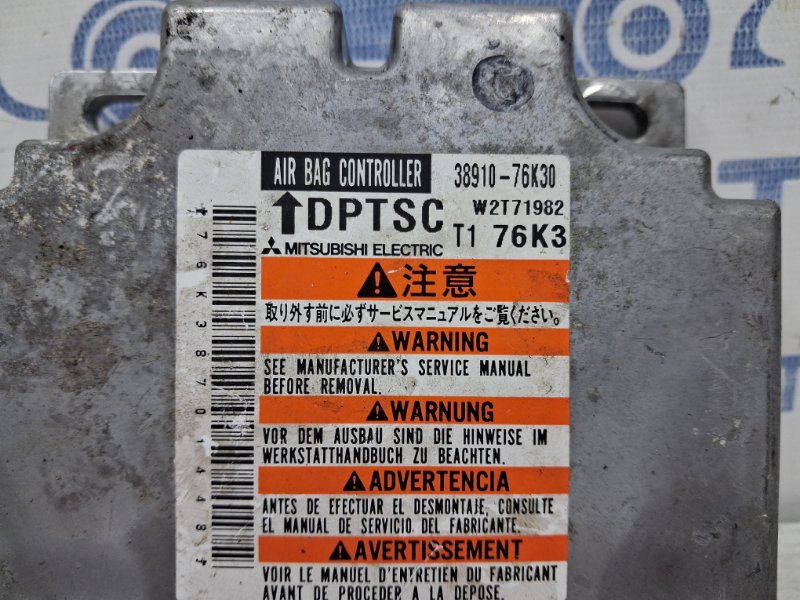 AIR BAG CONTROLLER 38910-76K30
↑DPTSC W2T71982
MITSUBISHI ELECTRIC T1 76K3
注意
取り外す前に必ずサービスマニュアルをご覧ください。
WARNING
SEE MANUFACTURER'S SERVICE MANUAL
BEFORE REMOVAL.
WARNUNG
VOR DEM AUSBAU SIND DIE HINWEISE IM
WERKSTATTHANDBUCH ZU BEACHTEN.
ADVERTENCIA
ANTES DE EFECTUAR EL DESMONTAJE, CONSULTE
EL MANUAL DE SERVICIO DEL FABRICANTE.
AVERTISSEMENT
VOIR LE MANUEL D'ENTRETIEN DU FABRICANT
AVANT DE PROCÉDER À LA DÉPOSE.